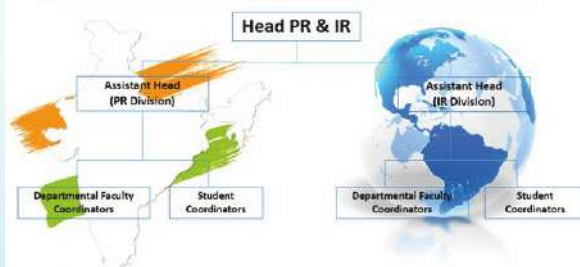 Head PR & IR
Assistant Head
(PR Division)
Assistant Head
(IR Division)
Departmental Faculty
Coordinators
Student
Coordinators
Departmental Faculty
Coordinators
Student
Coordinators